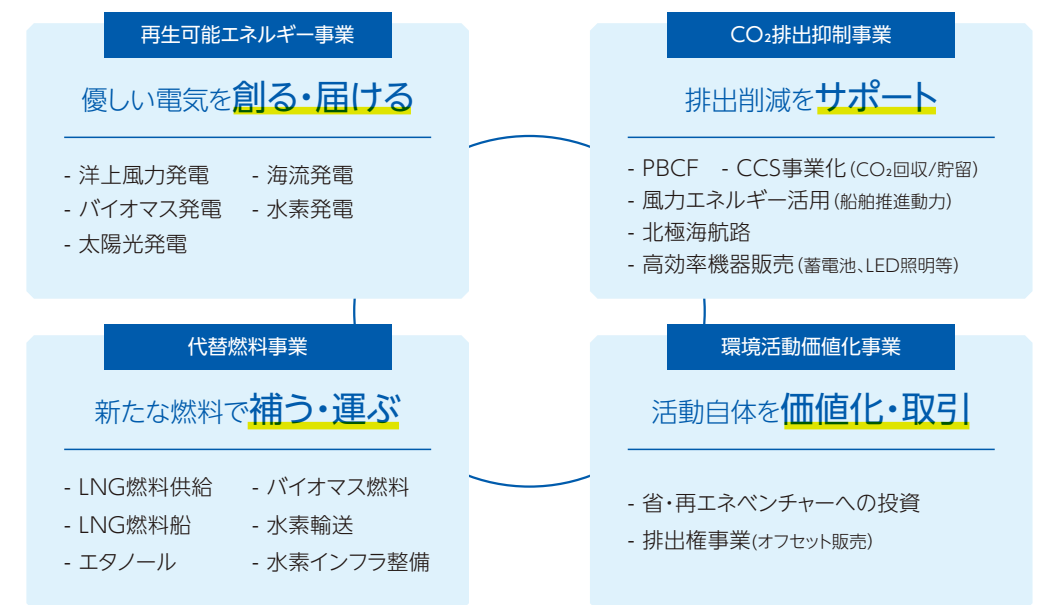 再生可能エネルギー事業
優しい電気を創る・届ける
- 洋上風力発電 - 海流発電
- バイオマス発電 - 水素発電
- 太陽光発電
CO₂排出抑制事業
排出削減をサポート
- PBCF - CCS事業化(CO₂回収/貯留)
- 風力エネルギー活用(船舶推進動力)
- 北極海航路
- 高効率機器販売(蓄電池、LED照明等)
代替燃料事業
新たな燃料で補う・運ぶ
- LNG燃料供給 - バイオマス燃料
- LNG燃料船 - 水素輸送
- エタノール - 水素インフラ整備
環境活動価値化事業
活動自体を価値化・取引
- 省・再エネベンチャーへの投資
- 排出権事業(オフセット販売)